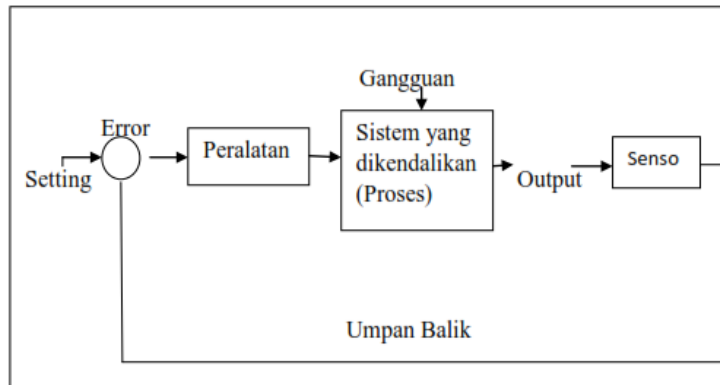 Gangguan
Error
Setting
Peralatan
Sistem yang
dikendalikan
(Proses)
Output
Senso
Umpan Balik